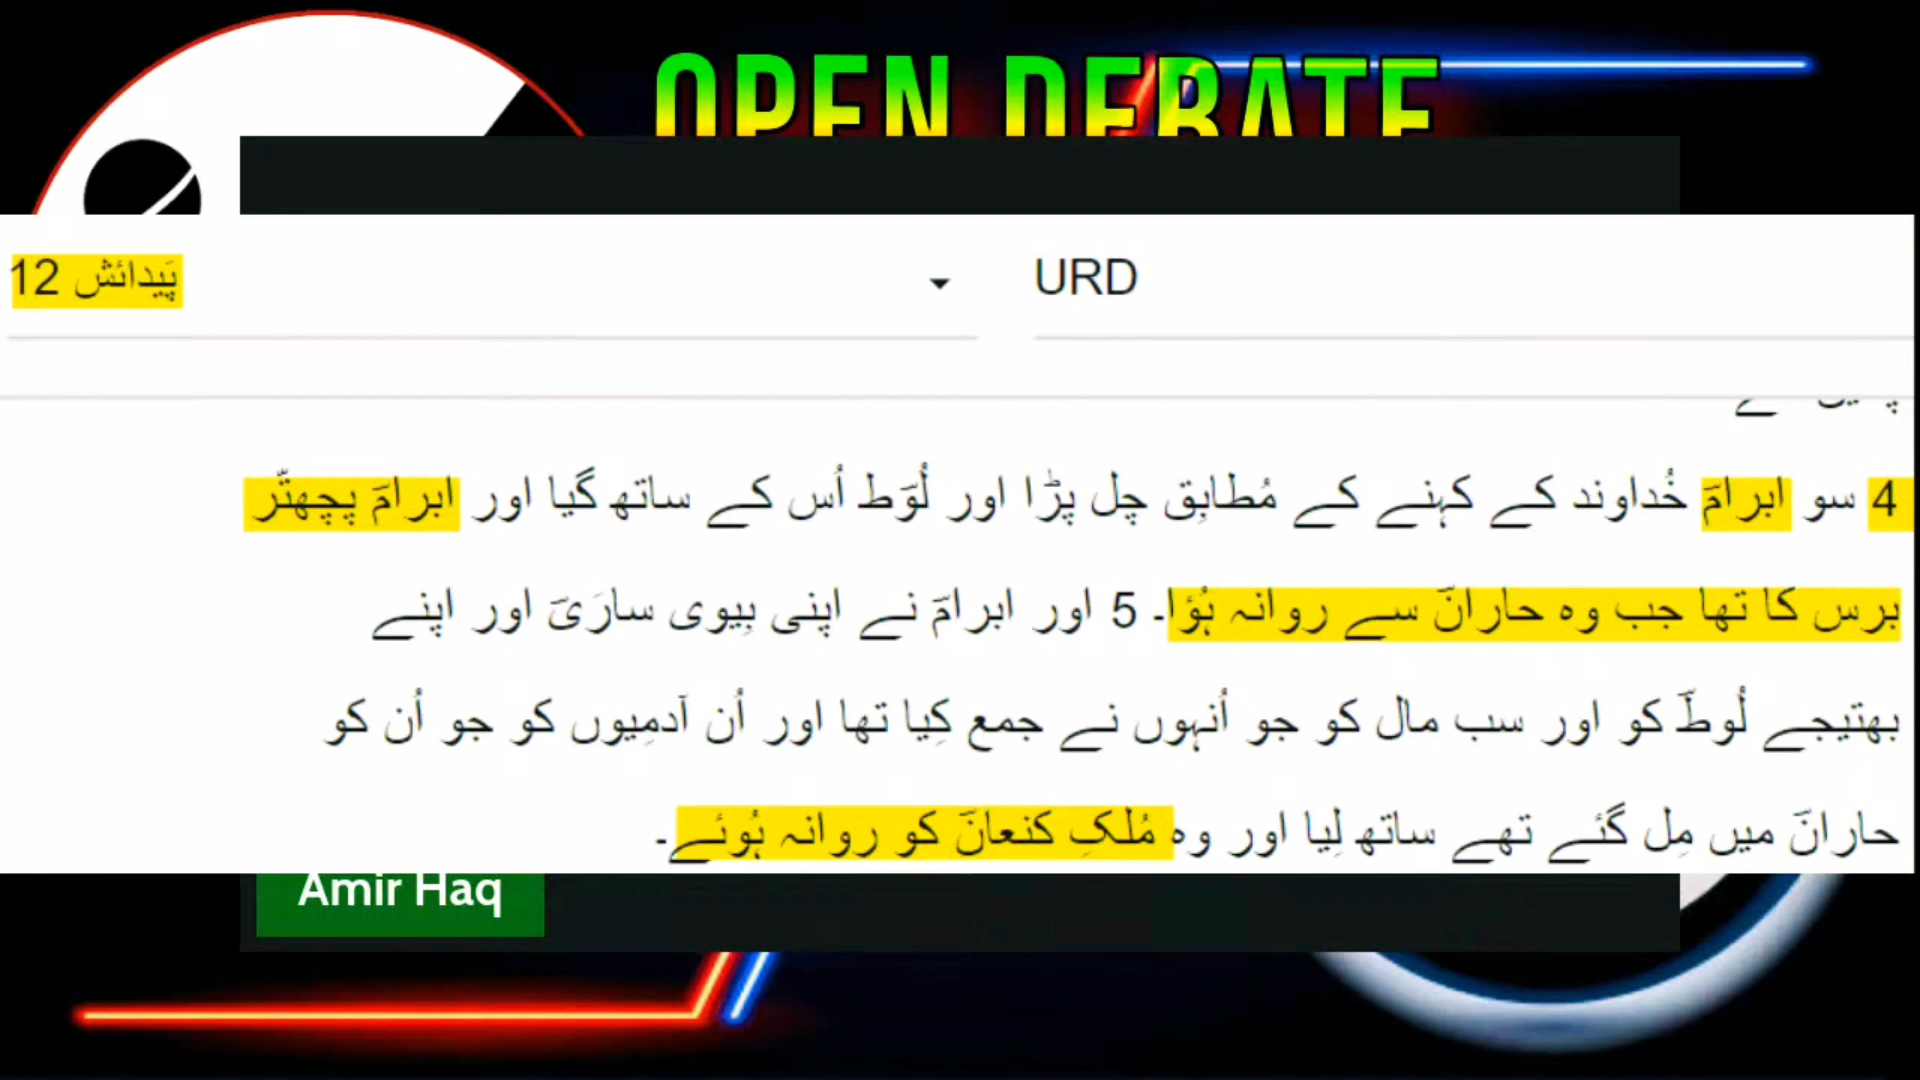 OPEN DEBATE
پَیدائش 12
URD
4 سو ابرامؔ خُداوند کے کہنے کے مُطابِق چل پڑا اور لُوؔط اُس کے ساتھ گیا اور ابرامؔ پچھتّر
برس کا تھا جب وہ حارانؔ سے روانہ ہُؤا۔ 5 اور ابرامؔ نے اپنی بِیوی سارَیؔ اور اپنے
بھتیجے لُوطؔ کو اور سب مال کو جو اُنہوں نے جمع کِیا تھا اور اُن آدمِیوں کو جو اُن کو
حارانؔ میں مِل گئے تھے ساتھ لِیا اور وہ مُلکِ کنعانؔ کو روانہ ہُوئے۔
Amir Haq